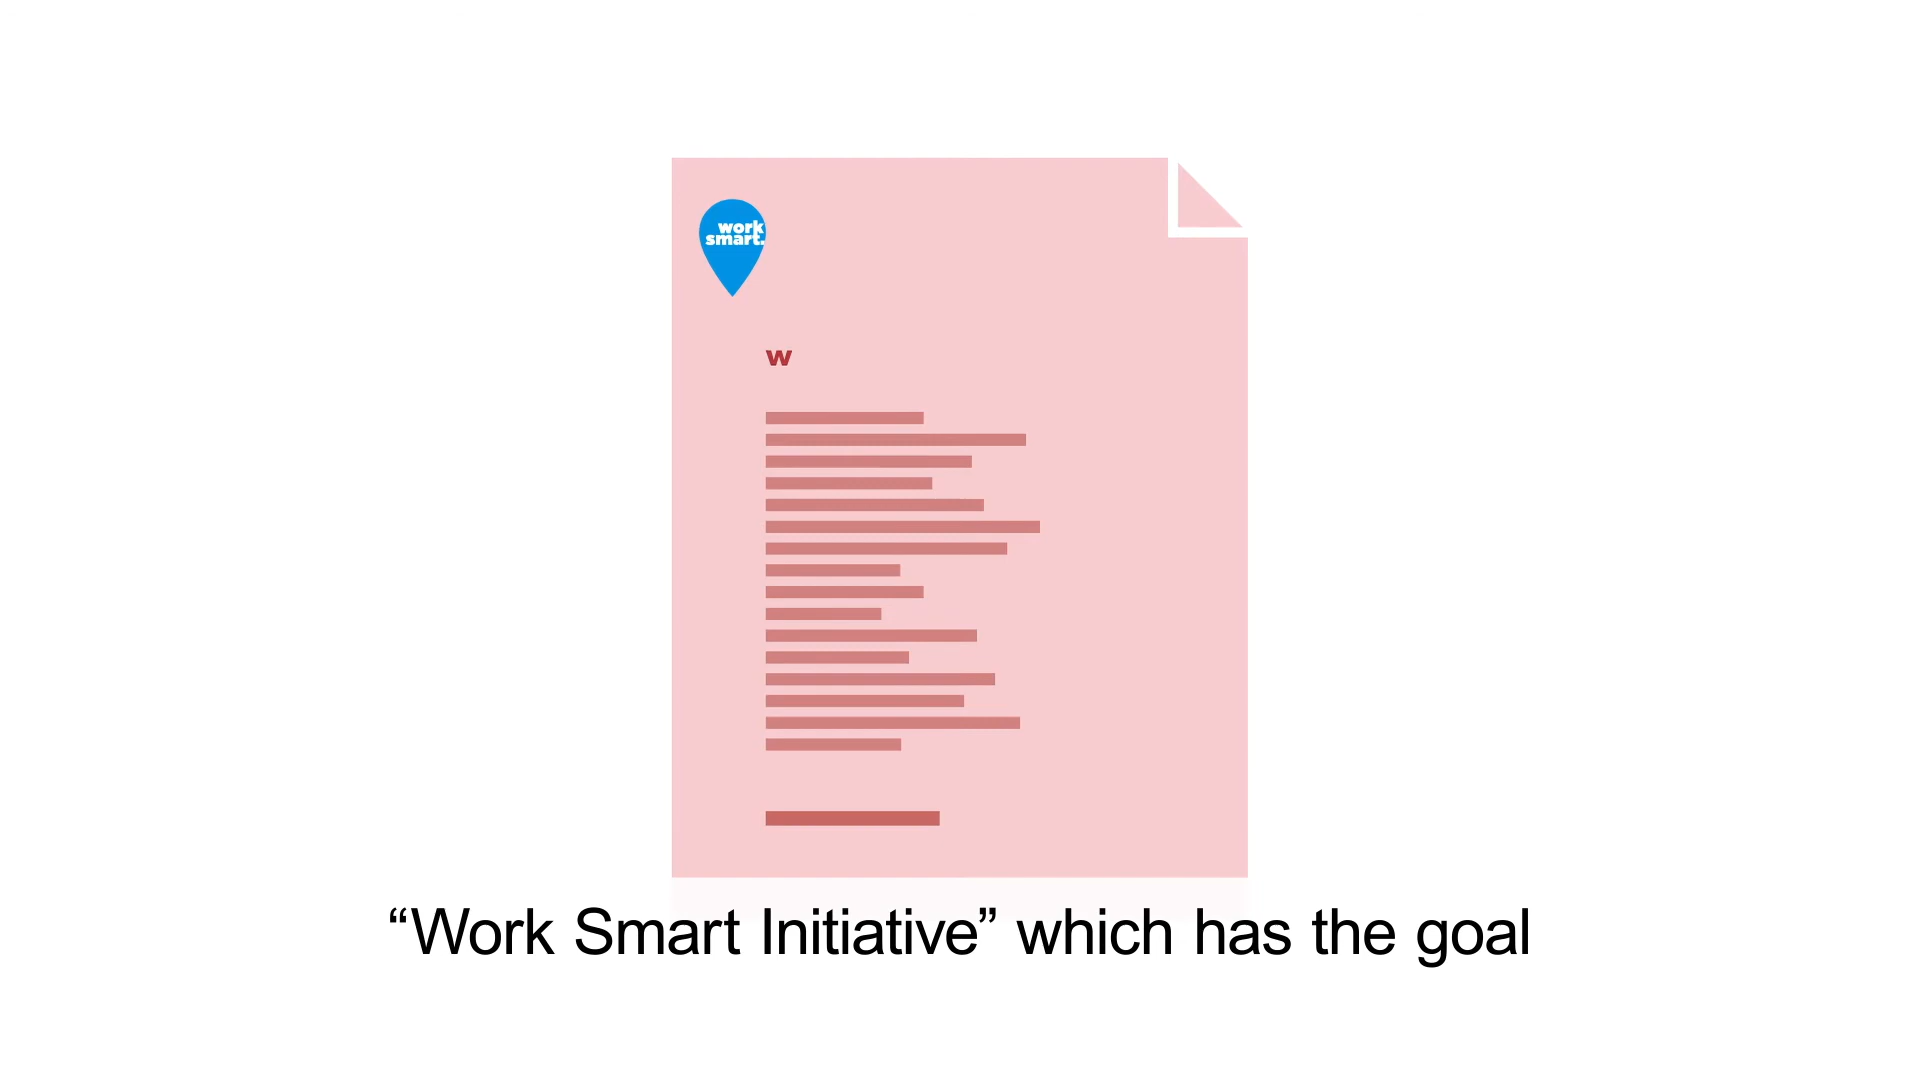 work
smart.
w
“Work Smart Initiative” which has the goal